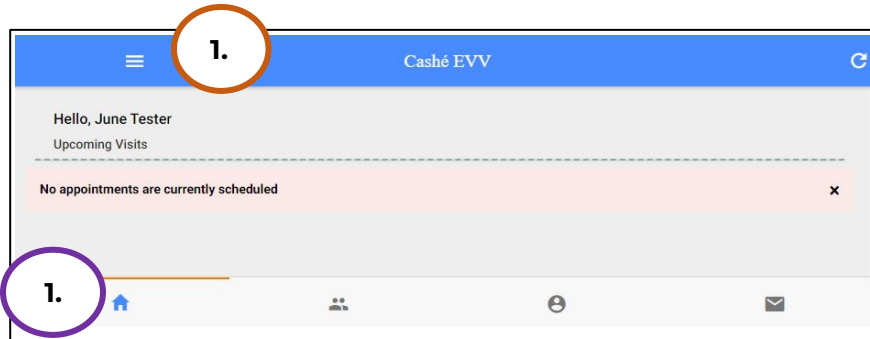 1.
Cashé EVV
Hello, June Tester
Upcoming Visits
No appointments are currently scheduled
1.